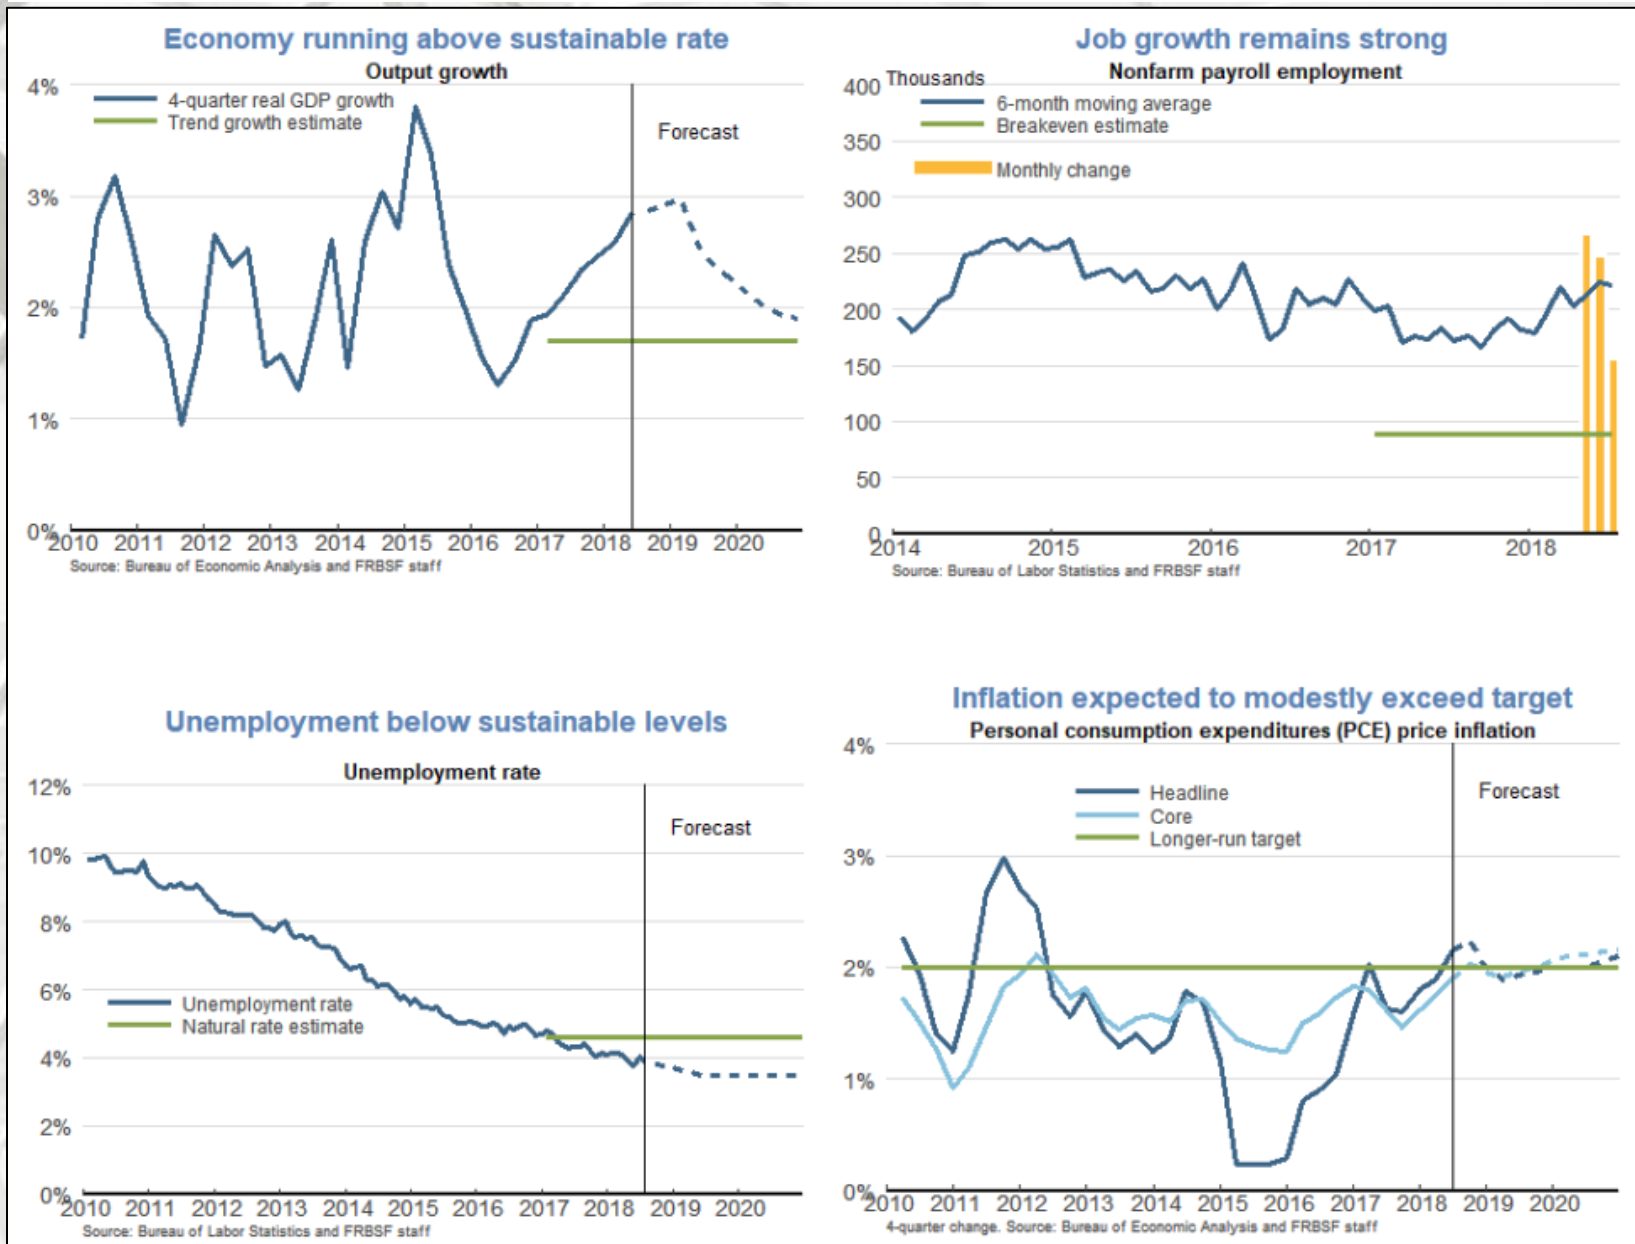 Economy running above sustainable rate
Output growth
4%
4-quarter real GDP growth
Trend growth estimate
Forecast
3%
2%
1%
0%
2010 2011 2012 2013 2014 2015 2016 2017 2018 2019 2020
Source: Bureau of Economic Analysis and FRBSF staff
Job growth remains strong
Nonfarm payroll employment
Thousands
400
6-month moving average
Breakeven estimate
350
Monthly change
300
250
200
150
100
50
0
2014 2015 2016 2017 2018
Source: Bureau of Labor Statistics and FRBSF staff
Unemployment below sustainable levels
Unemployment rate
12%
Forecast
10%
8%
6%
Unemployment rate
Natural rate estimate
4%
2%
0%
2010 2011 2012 2013 2014 2015 2016 2017 2018 2019 2020
Source: Bureau of Labor Statistics and FRBSF staff
Inflation expected to modestly exceed target
Personal consumption expenditures (PCE) price inflation
4%
Headline
Core
Longer-run target
Forecast
3%
2%
1%
0%
2010 2011 2012 2013 2014 2015 2016 2017 2018 2019 2020
4-quarter change. Source: Bureau of Economic Analysis and FRBSF staff